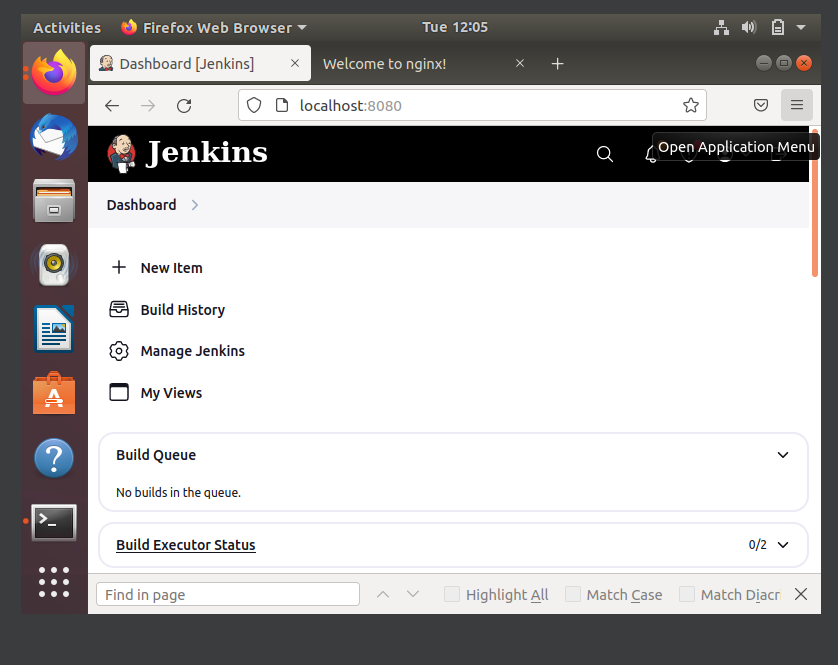 Activities Firefox Web Browser Tue 12:05
Dashboard [Jenkins] Welcome to nginx!
localhost:8080
Jenkins
Open Application Menu
Dashboard
New Item
Build History
Manage Jenkins
My Views
Build Queue
No builds in the queue.
Build Executor Status 0/2
Find in page Highlight All Match Case Match Diacr